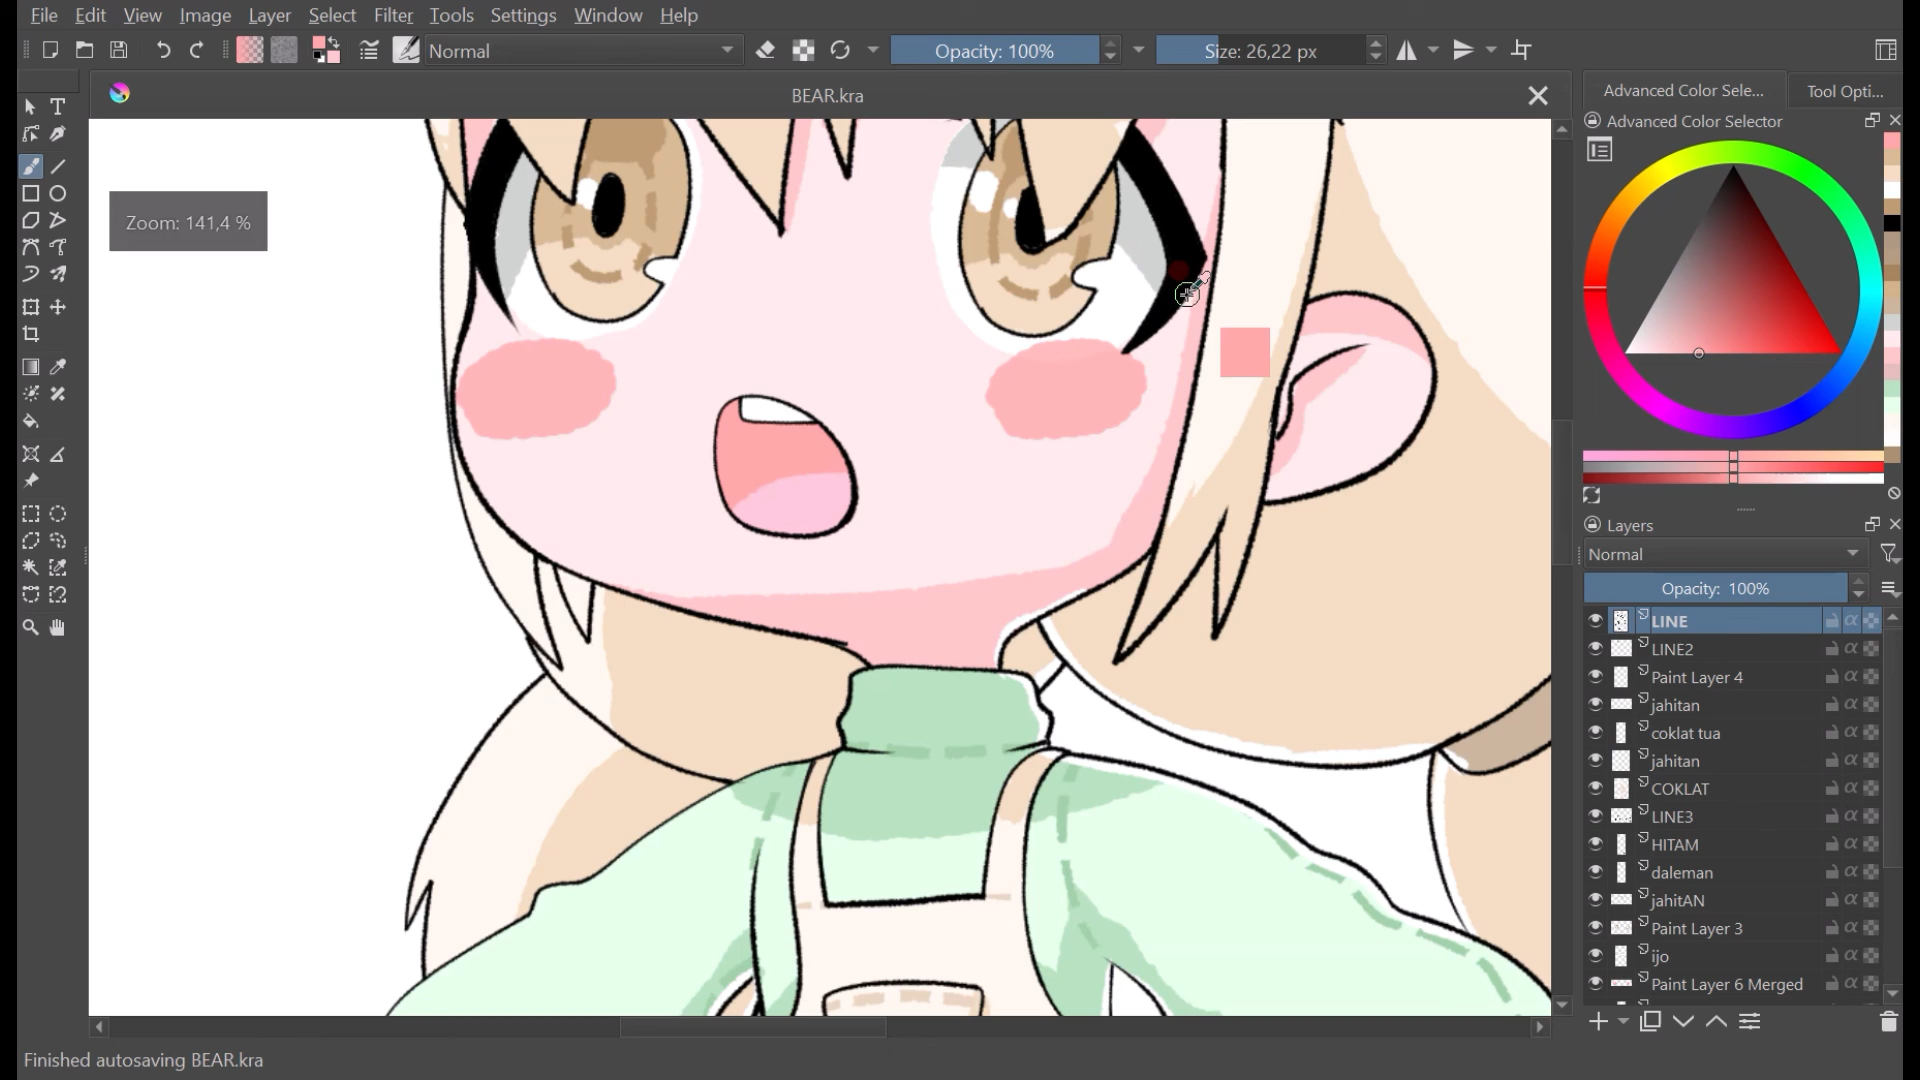 File Edit View Image Layer Select Filter Tools Settings Window Help
Normal Opacity: 100% Size: 26,22 px
BEAR.kra
Advanced Color Sele... Tool Opti...
Advanced Color Selector
Zoom: 141,4 %
Layers
Normal
Opacity: 100%
LINE
LINE2
Paint Layer 4
jahitan
coklat tua
jahitan
COKLAT
LINE3
HITAM
daleman
jahitAN
Paint Layer 3
ijo
Paint Layer 6 Merged
Finished autosaving BEAR.kra